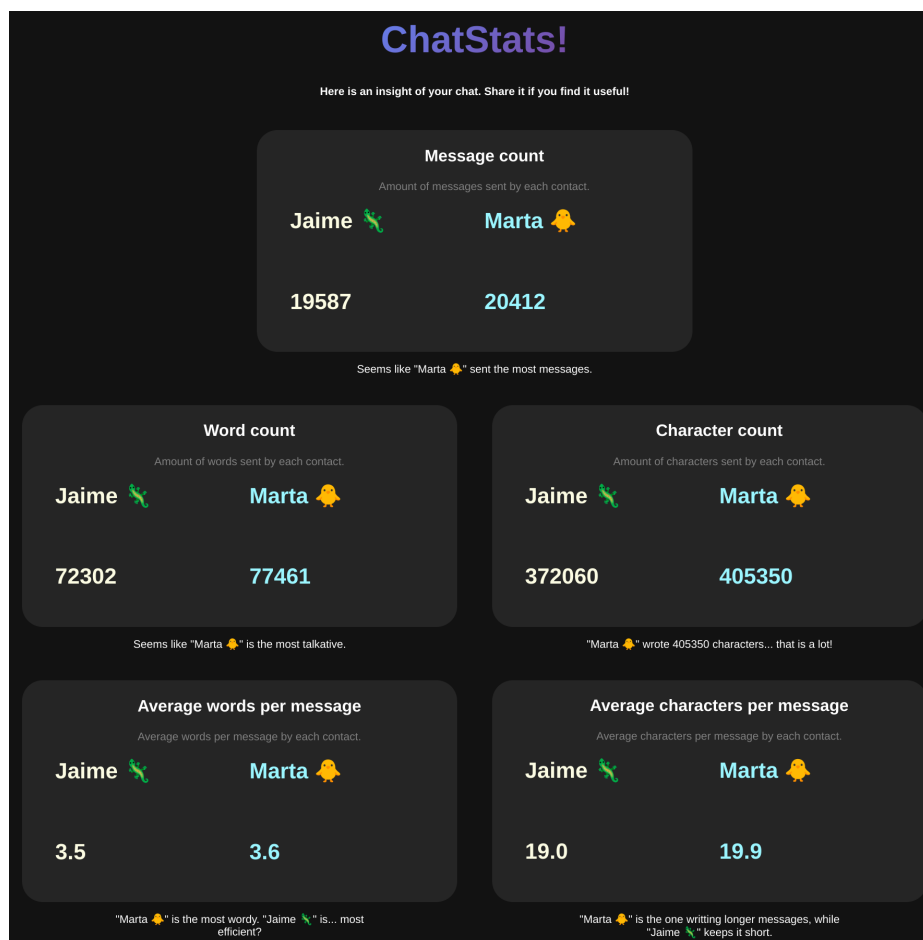 ChatStats!
Here is an insight of your chat. Share it if you find it useful!
Message count
Amount of messages sent by each contact.
Jaime 🦎 Marta 🐥
19587 20412
Seems like "Marta 🐥" sent the most messages.
Word count
Amount of words sent by each contact.
Jaime 🦎 Marta 🐥
72302 77461
Seems like "Marta 🐥" is the most talkative.
Character count
Amount of characters sent by each contact.
Jaime 🦎 Marta 🐥
372060 405350
"Marta 🐥" wrote 405350 characters... that is a lot!
Average words per message
Average words per message by each contact.
Jaime 🦎 Marta 🐥
3.5 3.6
"Marta 🐥" is the most wordy. "Jaime 🦎" is... most
efficient?
Average characters per message
Average characters per message by each contact.
Jaime 🦎 Marta 🐥
19.0 19.9
"Marta 🐥" is the one writting longer messages, while
"Jaime 🦎" keeps it short.